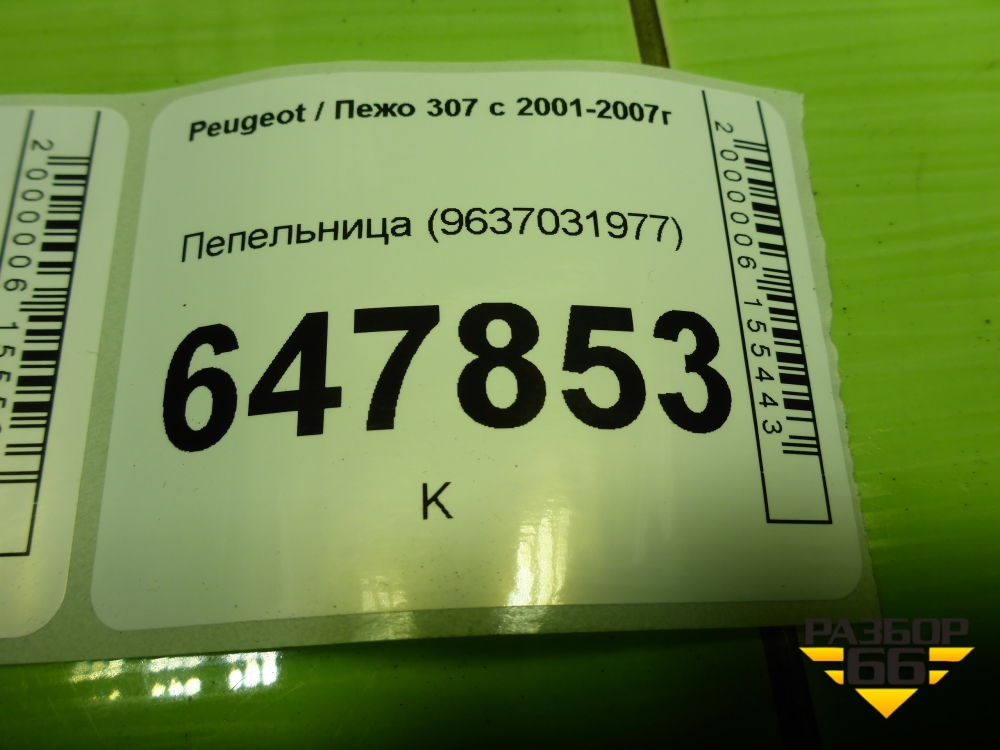 Peugeot / Пежо 307 с 2001-2007г
Пепельница (9637031977)
647853
К
2000006155443
РАЗБОР
66